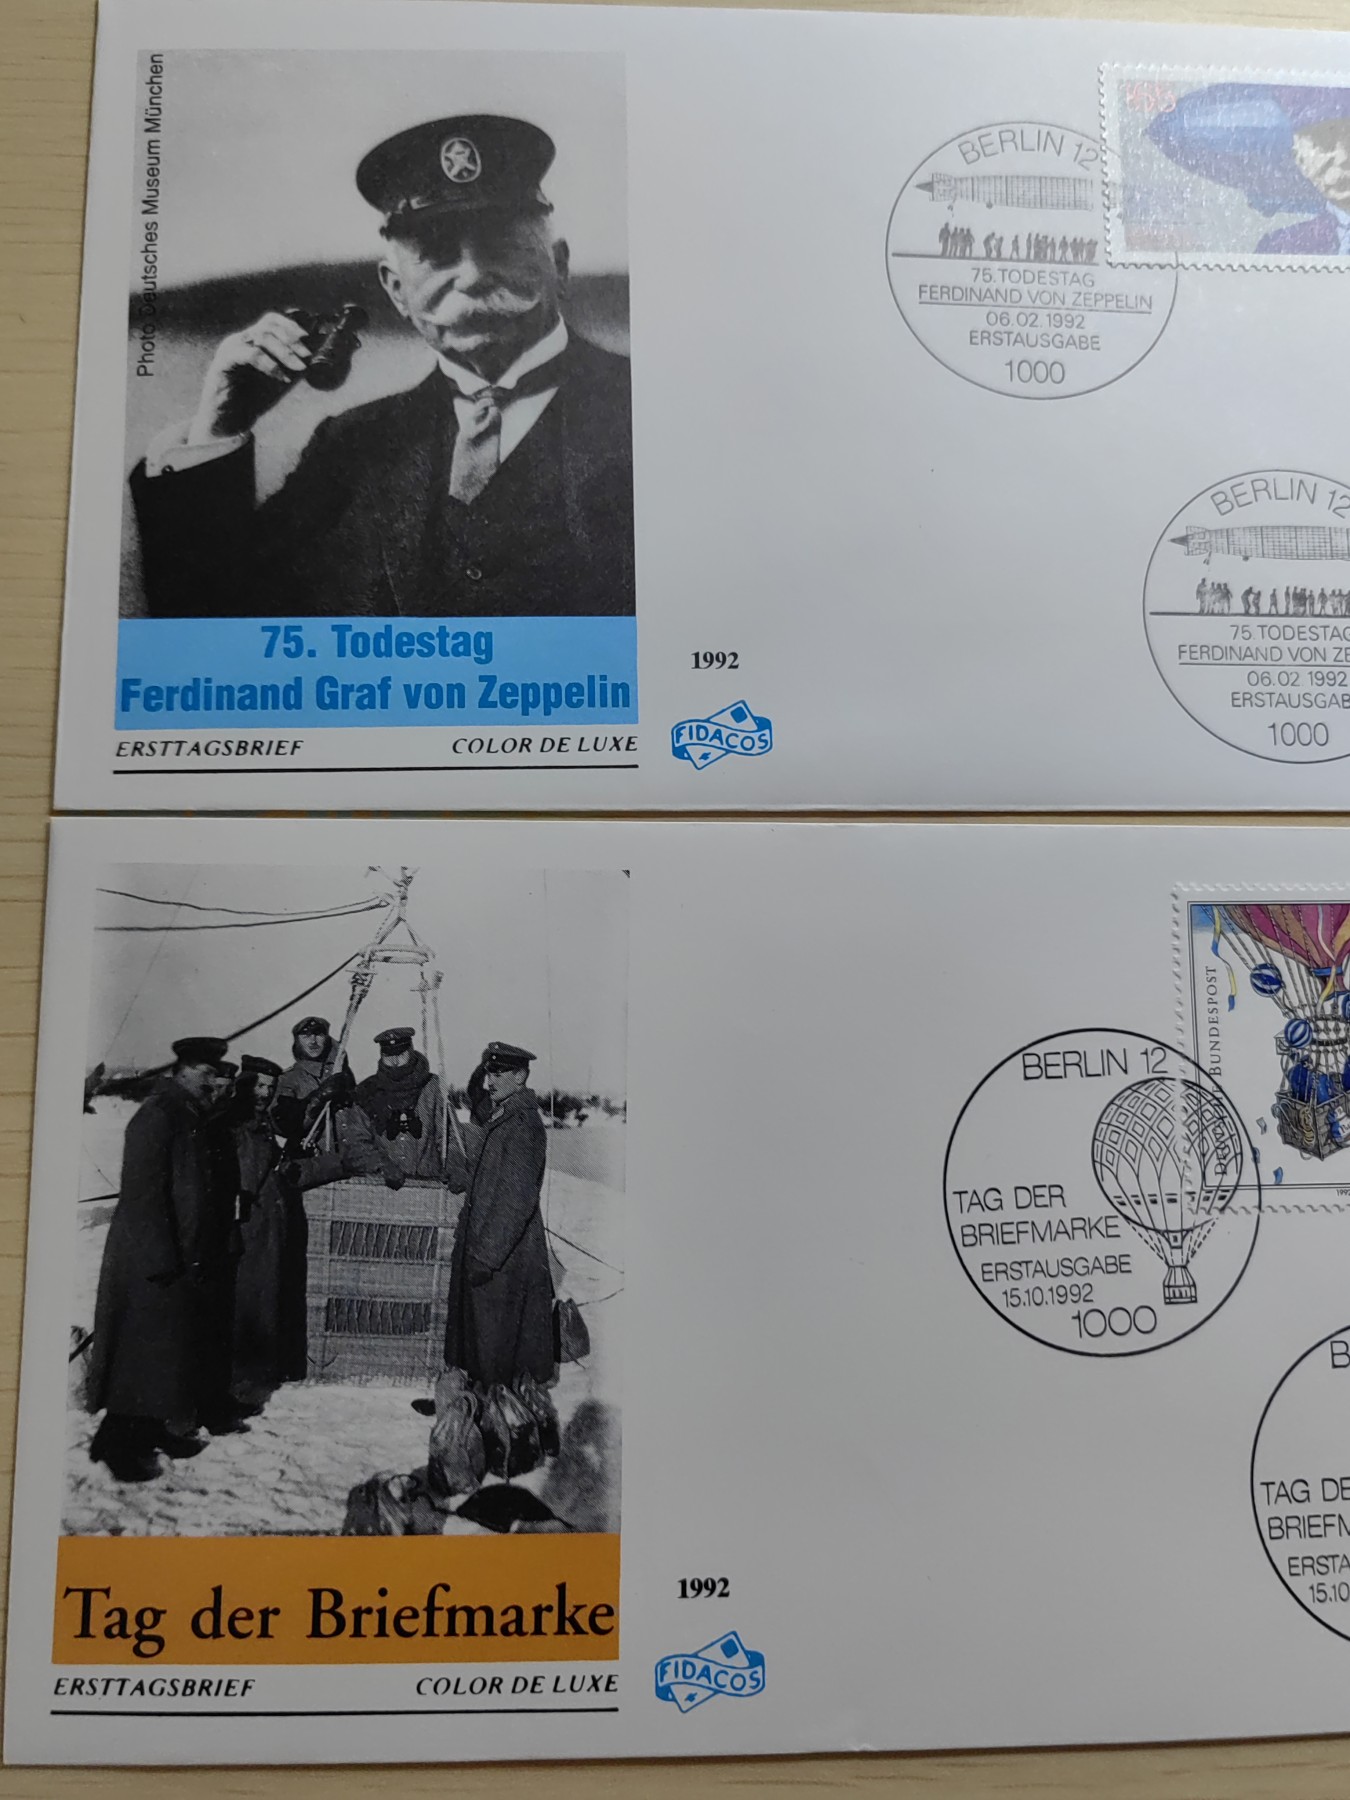 Photo Deutsches Museum München
BERLIN 12
75. TODESTAG
FERDINAND VON ZEPPELIN
06.02.1992
ERSTAUSGABE
1000
BERLIN 12
75 TODESTAG
FERDINAND VON ZE
06.02 1992
ERSTAUSGAB
1000
75. Todestag
Ferdinand Graf von Zeppelin
ERSTTAGSBRIEF COLOR DE LUXE
1992
FIDACOS
BUNDESPOST
1992
BERLIN 12
TAG DER
BRIEFMARKE
ERSTAUSGABE
15.10.1992
1000
B
TAG DE
BRIEFM
ERSTA
15.10
Tag der Briefmarke
ERSTTAGSBRIEF COLOR DE LUXE
1992
FIDACOS